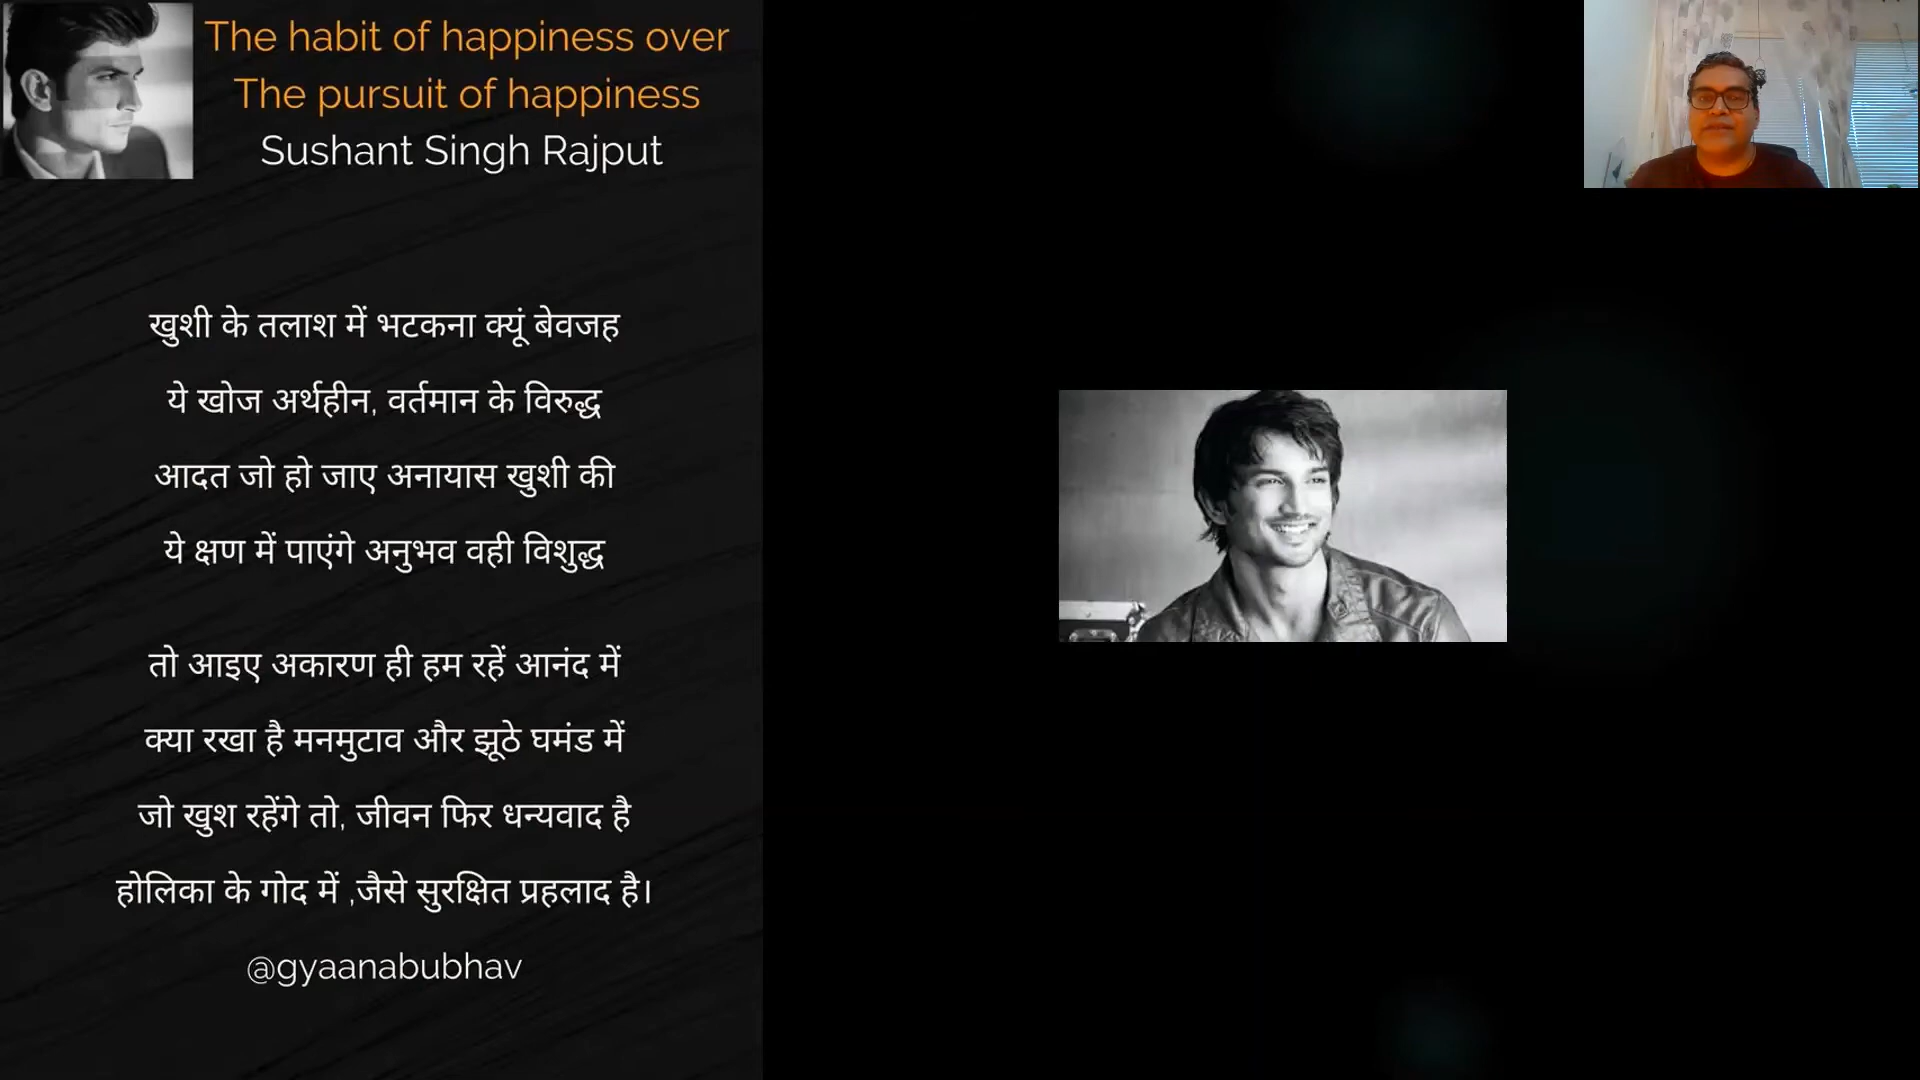 The habit of happiness over
The pursuit of happiness
Sushant Singh Rajput
खुशी के तलाश में भटकना क्यूं बेवजह
ये खोज अर्थहीन, वर्तमान के विरुद्ध
आदत जो हो जाए अनायास खुशी की
ये क्षण में पाएंगे अनुभव वही विशुद्ध
तो आइए अकारण ही हम रहें आनंद में
क्या रखा है मनमुटाव और झूठे घमंड में
जो खुश रहेंगे तो, जीवन फिर धन्यवाद है
होलिका के गोद में ,जैसे सुरक्षित प्रहलाद है।
@gyaanabubhav